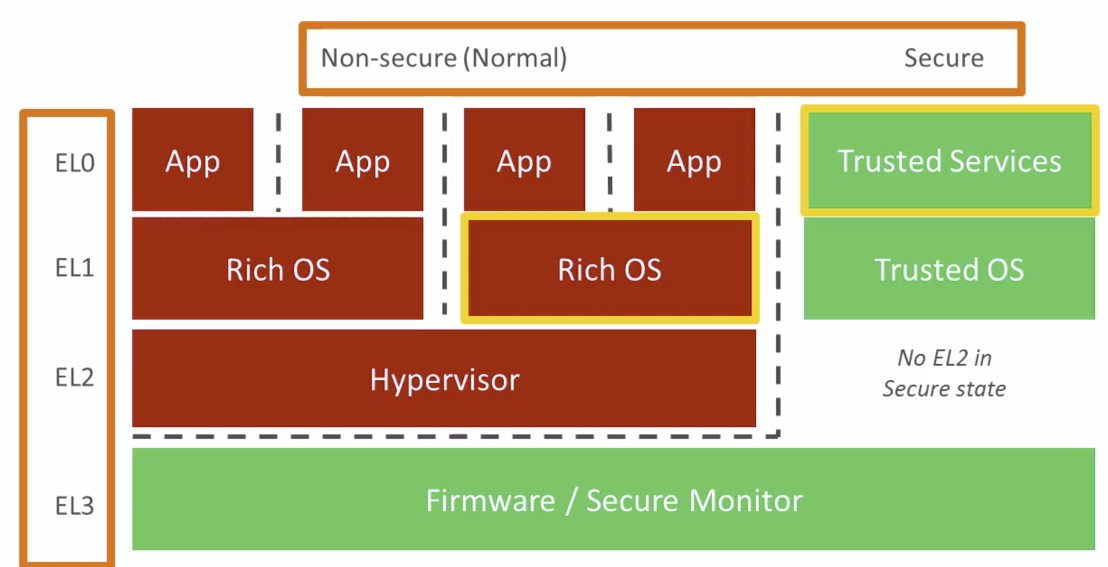 Non-secure (Normal) Secure
EL0 App App App App Trusted Services
EL1 Rich OS Rich OS Trusted OS
EL2 Hypervisor No EL2 in
Secure state
EL3 Firmware / Secure Monitor